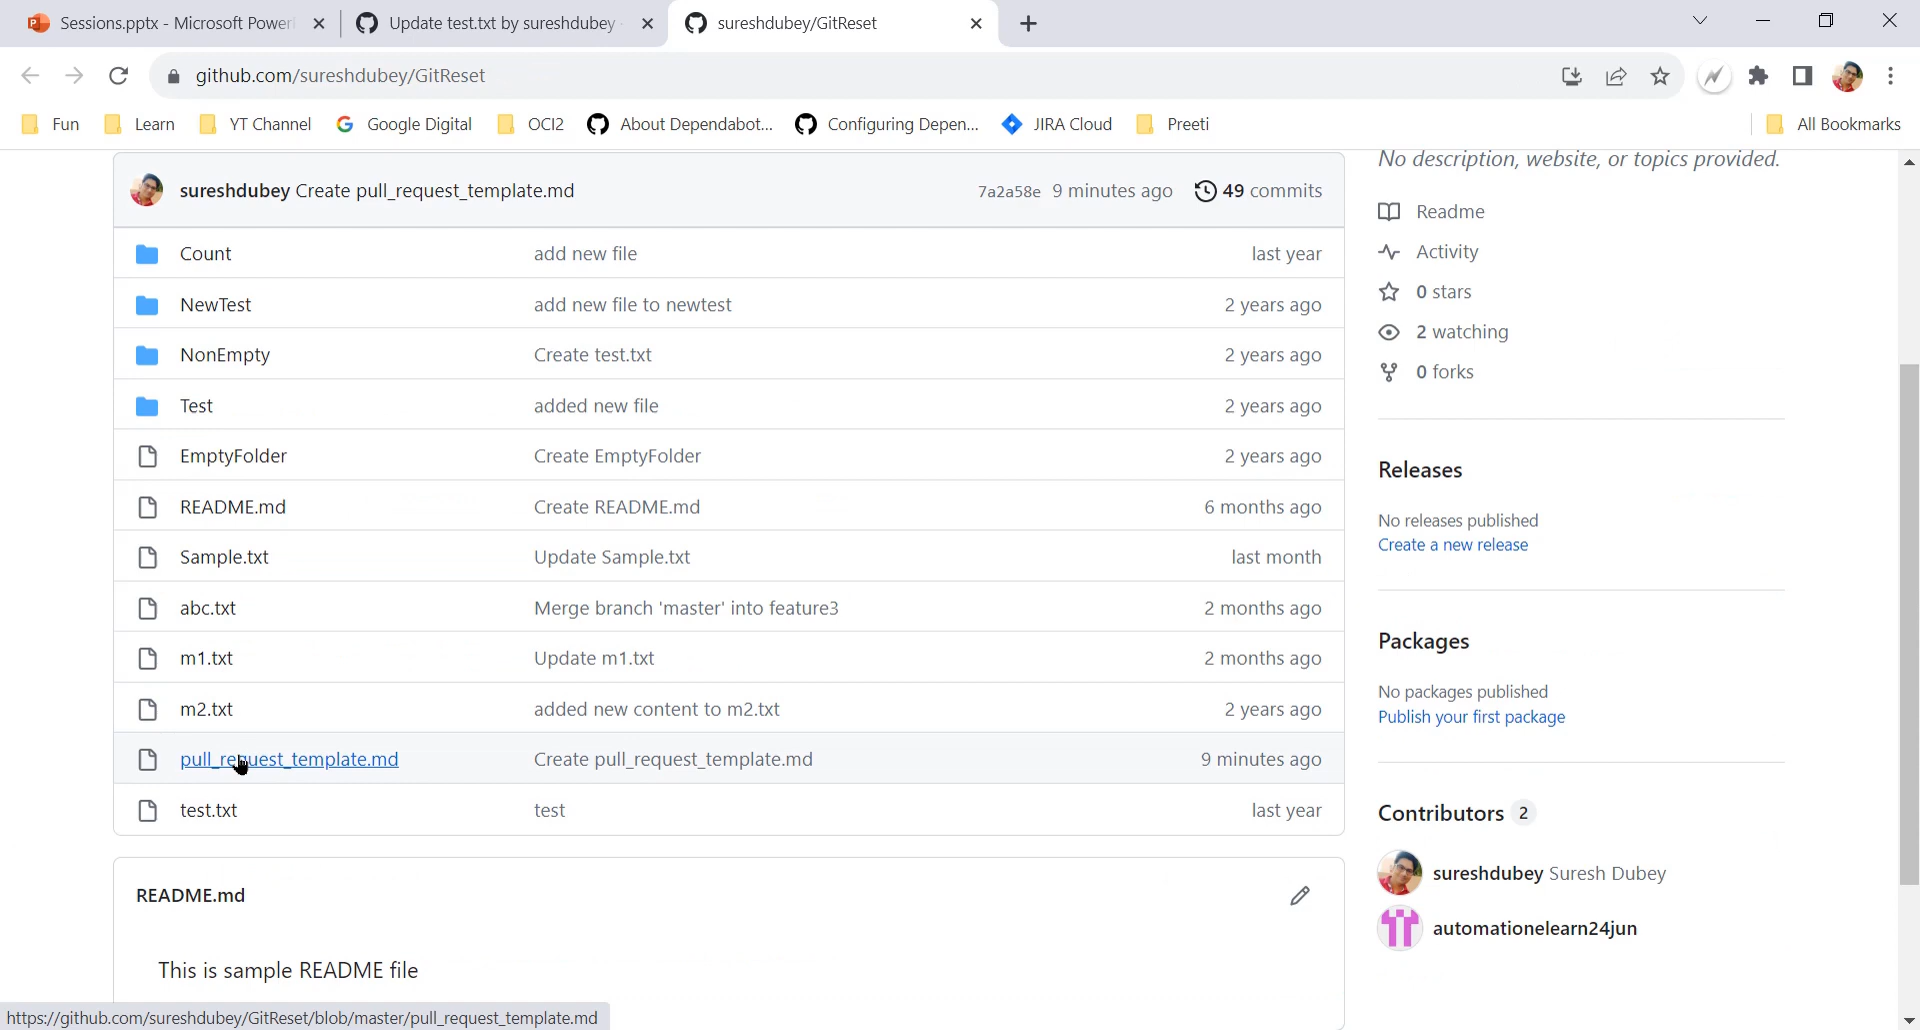 Sessions.pptx - Microsoft Power
Update test.txt by sureshdubey
sureshdubey/GitReset
github.com/sureshdubey/GitReset
Fun
Learn
YT Channel
Google Digital
OCI2
About Dependabot...
Configuring Depen...
JIRA Cloud
Preeti
All Bookmarks
sureshdubey Create pull_request_template.md 7a2a58e 9 minutes ago 49 commits
Count add new file last year
NewTest add new file to newtest 2 years ago
NonEmpty Create test.txt 2 years ago
Test added new file 2 years ago
EmptyFolder Create EmptyFolder 2 years ago
README.md Create README.md 6 months ago
Sample.txt Update Sample.txt last month
abc.txt Merge branch 'master' into feature3 2 months ago
m1.txt Update m1.txt 2 months ago
m2.txt added new content to m2.txt 2 years ago
pull_request_template.md Create pull_request_template.md 9 minutes ago
test.txt test last year
README.md
This is sample README file
No description, website, or topics provided.
Readme
Activity
0 stars
2 watching
0 forks
Releases
No releases published
Create a new release
Packages
No packages published
Publish your first package
Contributors 2
sureshdubey Suresh Dubey
automationelearn24jun
https://github.com/sureshdubey/GitReset/blob/master/pull_request_template.md